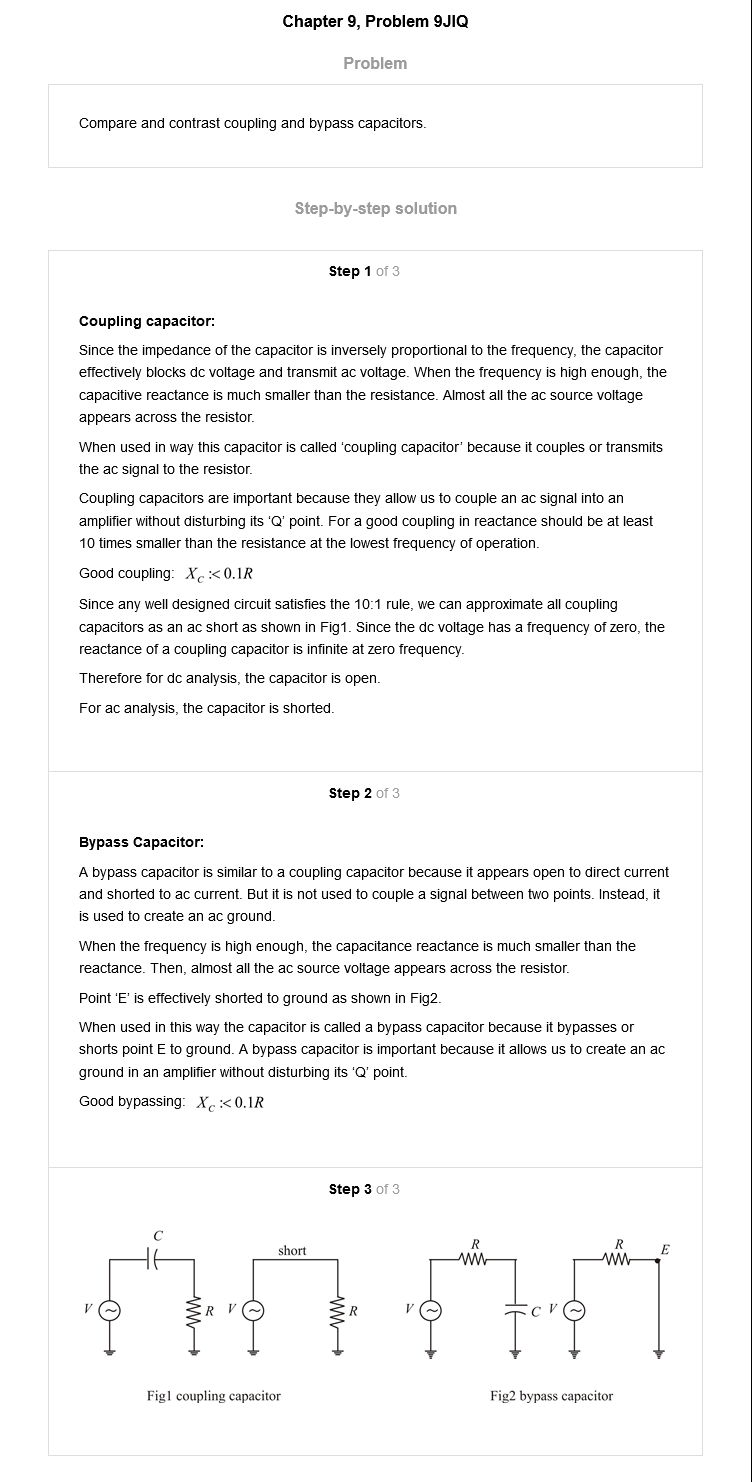 Chapter 9, Problem 9JIQ
Problem
Compare and contrast coupling and bypass capacitors.
Step-by-step solution
Step 1 of 3
Coupling capacitor:
Since the impedance of the capacitor is inversely proportional to the frequency, the capacitor
effectively blocks dc voltage and transmit ac voltage. When the frequency is high enough, the
capacitive reactance is much smaller than the resistance. Almost all the ac source voltage
appears across the resistor.
When used in way this capacitor is called ‘coupling capacitor’ because it couples or transmits
the ac signal to the resistor.
Coupling capacitors are important because they allow us to couple an ac signal into an
amplifier without disturbing its ‘Q’ point. For a good coupling in reactance should be at least
10 times smaller than the resistance at the lowest frequency of operation.
Good coupling: X_C :< 0.1R
Since any well designed circuit satisfies the 10:1 rule, we can approximate all coupling
capacitors as an ac short as shown in Fig1. Since the dc voltage has a frequency of zero, the
reactance of a coupling capacitor is infinite at zero frequency.
Therefore for dc analysis, the capacitor is open.
For ac analysis, the capacitor is shorted.
Step 2 of 3
Bypass Capacitor:
A bypass capacitor is similar to a coupling capacitor because it appears open to direct current
and shorted to ac current. But it is not used to couple a signal between two points. Instead, it
is used to create an ac ground.
When the frequency is high enough, the capacitance reactance is much smaller than the
reactance. Then, almost all the ac source voltage appears across the resistor.
Point ‘E’ is effectively shorted to ground as shown in Fig2.
When used in this way the capacitor is called a bypass capacitor because it bypasses or
shorts point E to ground. A bypass capacitor is important because it allows us to create an ac
ground in an amplifier without disturbing its ‘Q’ point.
Good bypassing: X_C :< 0.1R
Step 3 of 3
C
short
R
R
E
V
R
V
R
V
C
V
Fig1 coupling capacitor
Fig2 bypass capacitor